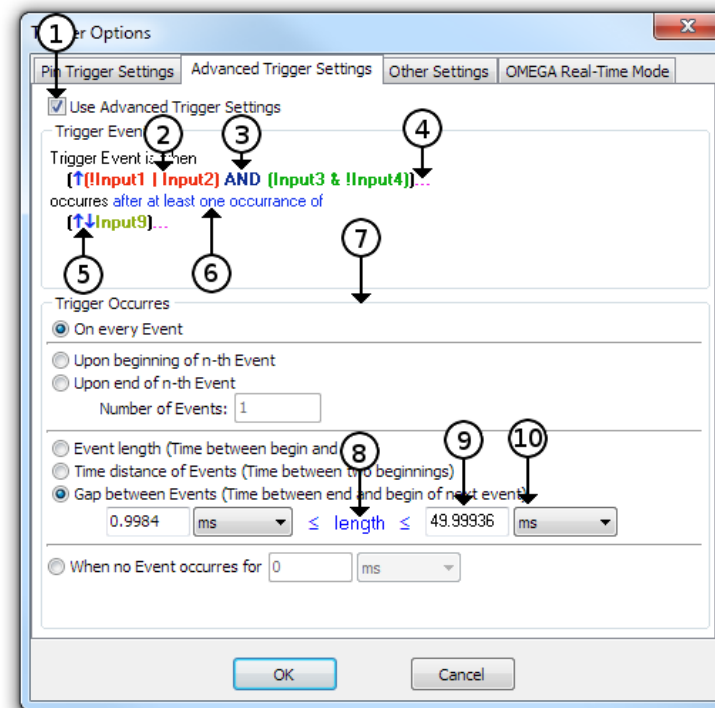 1
Trigger Options
Pin Trigger Settings Advanced Trigger Settings Other Settings OMEGA Real-Time Mode
Use Advanced Trigger Settings
Trigger Event
2 3 4
Trigger Event is when
(↑(!Input1 | Input2) AND (Input3 & !Input4))...
occurres after at least one occurrance of
(↑↓Input9)...
5 6 7
Trigger Occurres
On every Event
Upon beginning of n-th Event
Upon end of n-th Event
Number of Events: 1
Event length (Time between begin and
8 9 10
Time distance of Events (Time between two beginnings)
Gap between Events (Time between end and begin of next event)
0.9984 ms ≤ length ≤ 49.99936 ms
When no Event occurres for 0 ms
OK Cancel